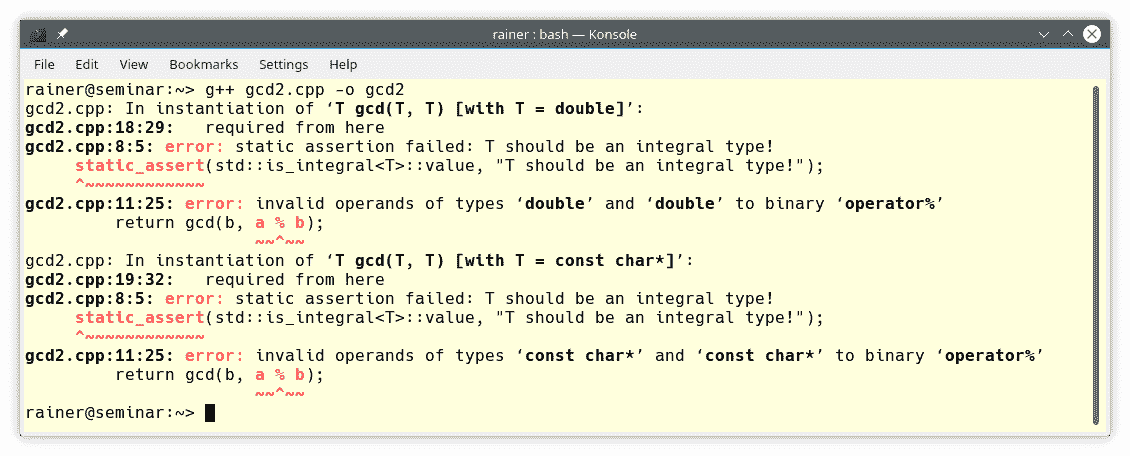 rainer : bash — Konsole
File Edit View Bookmarks Settings Help
rainer@seminar:~> g++ gcd2.cpp -o gcd2
gcd2.cpp: In instantiation of ‘T gcd(T, T) [with T = double]’:
gcd2.cpp:18:29:   required from here
gcd2.cpp:8:5: error: static assertion failed: T should be an integral type!
     static_assert(std::is_integral<T>::value, "T should be an integral type!");
     ^~~~~~~~~~~~~
gcd2.cpp:11:25: error: invalid operands of types ‘double’ and ‘double’ to binary ‘operator%’
         return gcd(b, a % b);
                       ~~^~~
gcd2.cpp: In instantiation of ‘T gcd(T, T) [with T = const char*]’:
gcd2.cpp:19:32:   required from here
gcd2.cpp:8:5: error: static assertion failed: T should be an integral type!
     static_assert(std::is_integral<T>::value, "T should be an integral type!");
     ^~~~~~~~~~~~~
gcd2.cpp:11:25: error: invalid operands of types ‘const char*’ and ‘const char*’ to binary ‘operator%’
         return gcd(b, a % b);
                       ~~^~~
rainer@seminar:~>